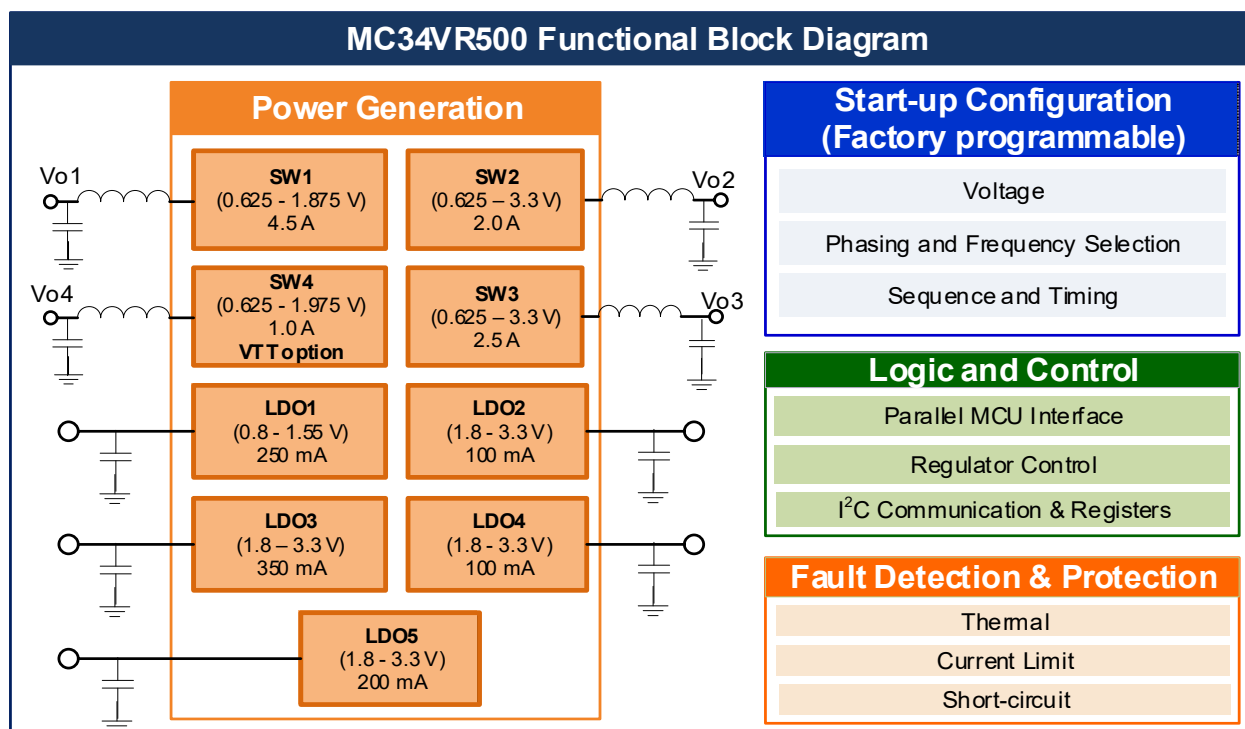 MC34VR500 Functional Block Diagram
Power Generation
Vo1
SW1
(0.625 - 1.875 V)
4.5 A
SW2
(0.625 – 3.3 V)
2.0 A
Vo2
Vo4
SW4
(0.625 - 1.975 V)
1.0 A
VTT option
SW3
(0.625 – 3.3 V)
2.5 A
Vo3
LDO1
(0.8 - 1.55 V)
250 mA
LDO2
(1.8 - 3.3 V)
100 mA
LDO3
(1.8 – 3.3 V)
350 mA
LDO4
(1.8 - 3.3 V)
100 mA
LDO5
(1.8 - 3.3 V)
200 mA
Start-up Configuration
(Factory programmable)
Voltage
Phasing and Frequency Selection
Sequence and Timing
Logic and Control
Parallel MCU Interface
Regulator Control
I²C Communication & Registers
Fault Detection & Protection
Thermal
Current Limit
Short-circuit